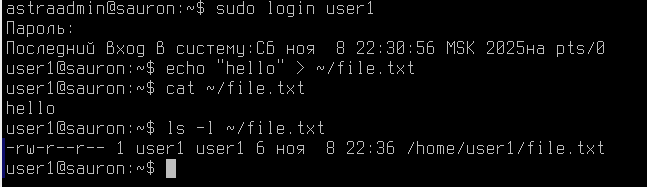 astraadmin@sauron:~$ sudo login user1
Пароль:
Последний вход в систему:Сб ноя  8 22:30:56 MSK 2025на pts/0
user1@sauron:~$ echo "hello" > ~/file.txt
user1@sauron:~$ cat ~/file.txt
hello
user1@sauron:~$ ls -l ~/file.txt
-rw-r--r-- 1 user1 user1 6 ноя  8 22:36 /home/user1/file.txt
user1@sauron:~$